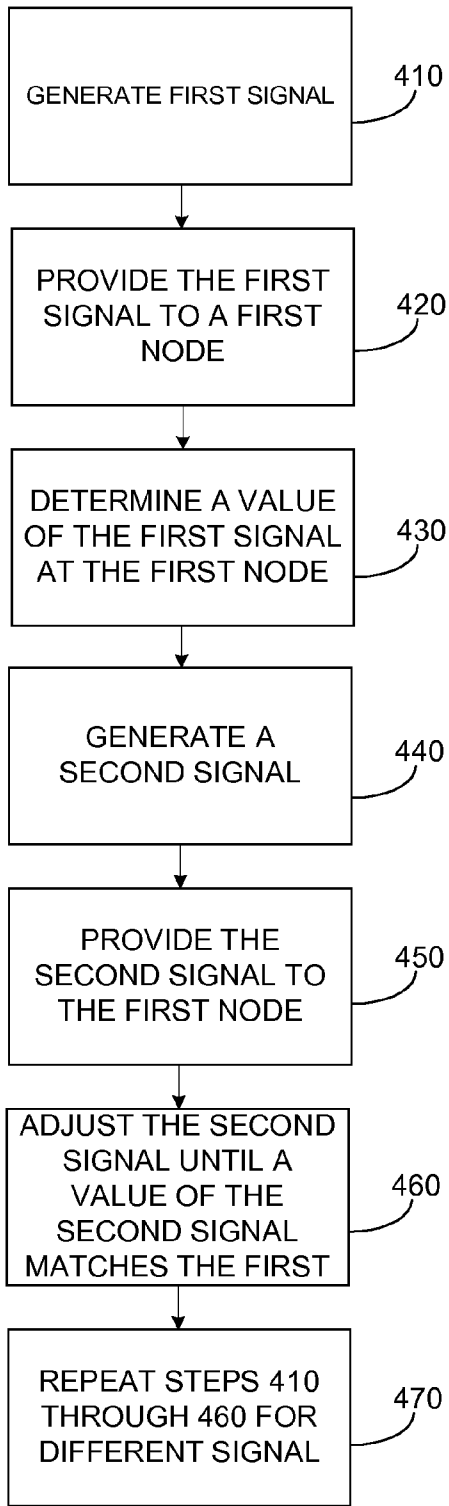 GENERATE FIRST SIGNAL
410
PROVIDE THE FIRST
SIGNAL TO A FIRST
NODE
420
DETERMINE A VALUE
OF THE FIRST SIGNAL
AT THE FIRST NODE
430
GENERATE A
SECOND SIGNAL
440
PROVIDE THE
SECOND SIGNAL TO
THE FIRST NODE
450
ADJUST THE SECOND
SIGNAL UNTIL A
VALUE OF THE
SECOND SIGNAL
MATCHES THE FIRST
460
REPEAT STEPS 410
THROUGH 460 FOR
DIFFERENT SIGNAL
470